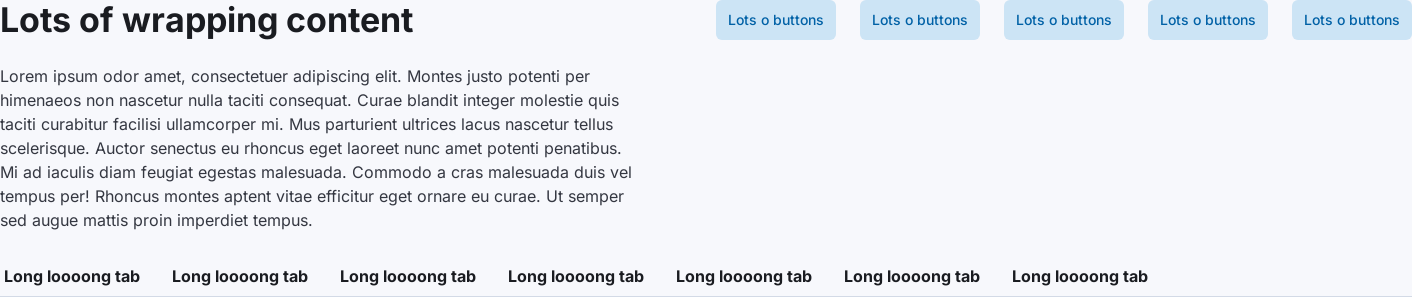 Lots of wrapping content
Lots o buttons Lots o buttons Lots o buttons Lots o buttons Lots o buttons
Lorem ipsum odor amet, consectetuer adipiscing elit. Montes justo potenti per
himenaeos non nascetur nulla taciti consequat. Curae blandit integer molestie quis
taciti curabitur facilisi ullamcorper mi. Mus parturient ultrices lacus nascetur tellus
scelerisque. Auctor senectus eu rhoncus eget laoreet nunc amet potenti penatibus.
Mi ad iaculis diam feugiat egestas malesuada. Commodo a cras malesuada duis vel
tempus per! Rhoncus montes aptent vitae efficitur eget ornare eu curae. Ut semper
sed augue mattis proin imperdiet tempus.
Long loooong tab Long loooong tab Long loooong tab Long loooong tab Long loooong tab Long loooong tab Long loooong tab